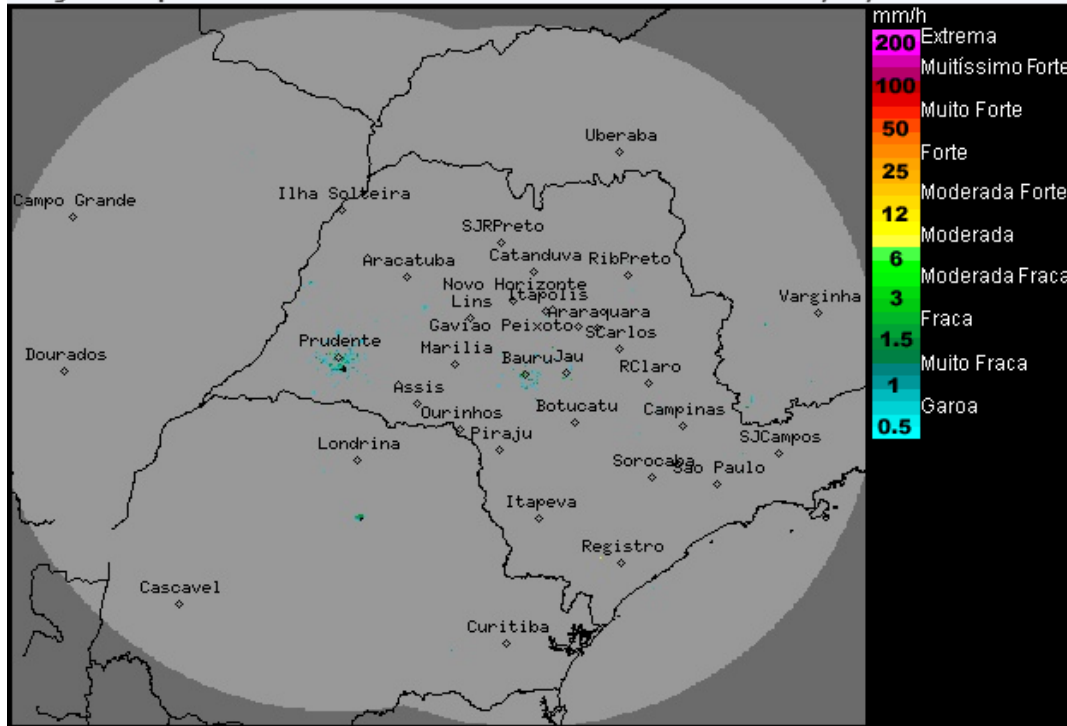 mm/h
200 Extrema
Muitíssimo Forte
100
Muito Forte
50
Forte
25
Moderada Forte
12
Moderada
6
Moderada Fraca
3
Fraca
1.5
Muito Fraca
1
Garoa
0.5
Uberaba
Campo Grande
Ilha Solteira
SJRPreto
Catanduva
RibPreto
Aracatuba
Novo Horizonte
Itapolis
Lins
Araraquara
Varginha
Gaviao Peixoto
SCarlos
Prudente
Marilia
Bauru
Jau
Dourados
RClaro
Assis
Botucatu
Campinas
Ourinhos
Piraju
Londrina
SJCampos
Sorocaba
Sao Paulo
Itapeva
Registro
Cascavel
Curitiba